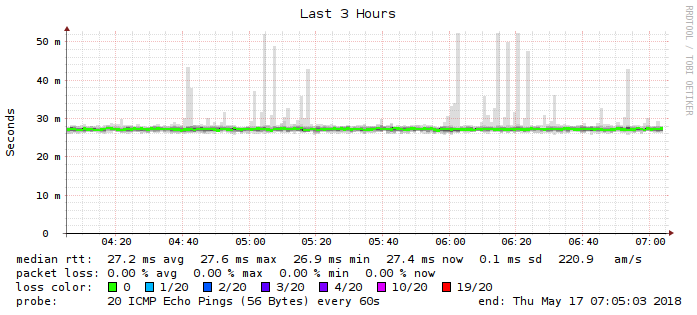 Last 3 Hours
RRDTOOL / TOBI OETIKER
Seconds
50 m
40 m
30 m
20 m
10 m
0
04:20 04:40 05:00 05:20 05:40 06:00 06:20 06:40 07:00
median rtt: 27.2 ms avg 27.6 ms max 26.9 ms min 27.4 ms now 0.1 ms sd 220.9 am/s
packet loss: 0.00 % avg 0.00 % max 0.00 % min 0.00 % now
loss color: 0 1/20 2/20 3/20 4/20 10/20 19/20
probe: 20 ICMP Echo Pings (56 Bytes) every 60s end: Thu May 17 07:05:03 2018